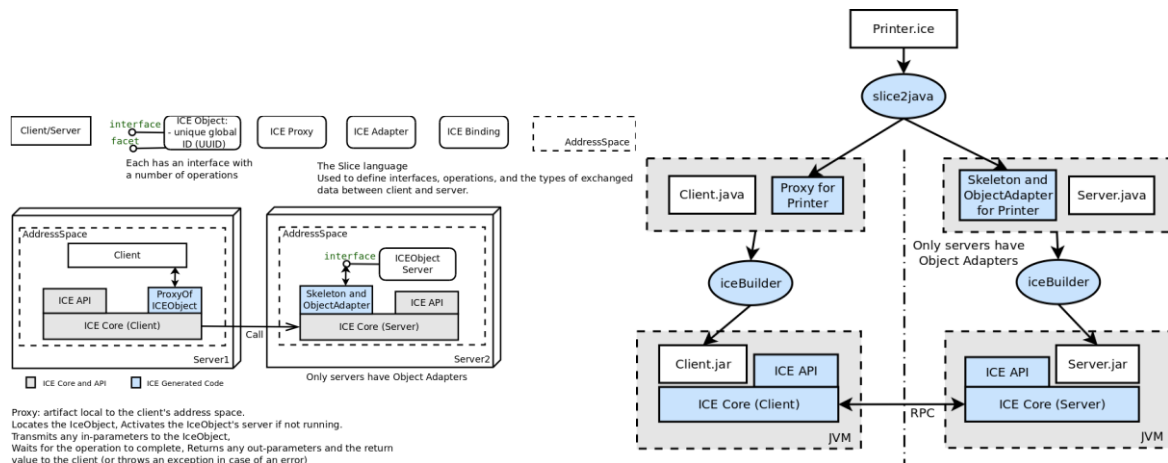 Client/Server
interface
facet
ICE Object:
- unique global
ID (UUID)
ICE Proxy
ICE Adapter
ICE Binding
AddressSpace
Each has an interface with
a number of operations
The Slice language
Used to define interfaces, operations, and the types of exchanged
data between client and server.
AddressSpace
Client
ICE API
ProxyOf
ICEObject
ICE Core (Client)
Server1
Call
AddressSpace
interface
ICEObject
Server
Skeleton and
ObjectAdapter
ICE API
ICE Core (Server)
Server2
ICE Core and API
ICE Generated Code
Only servers have Object Adapters
Proxy: artifact local to the client's address space.
Locates the IceObject, Activates the IceObject's server if not running.
Transmits any in-parameters to the IceObject,
Waits for the operation to complete, Returns any out-parameters and the return
value to the client (or throws an exception in case of an error)
Printer.ice
slice2java
Client.java
Proxy for
Printer
Skeleton and
ObjectAdapter
for Printer
Server.java
Only servers have
Object Adapters
iceBuilder
iceBuilder
Client.jar
ICE API
ICE Core (Client)
JVM
RPC
ICE API
Server.jar
ICE Core (Server)
JVM